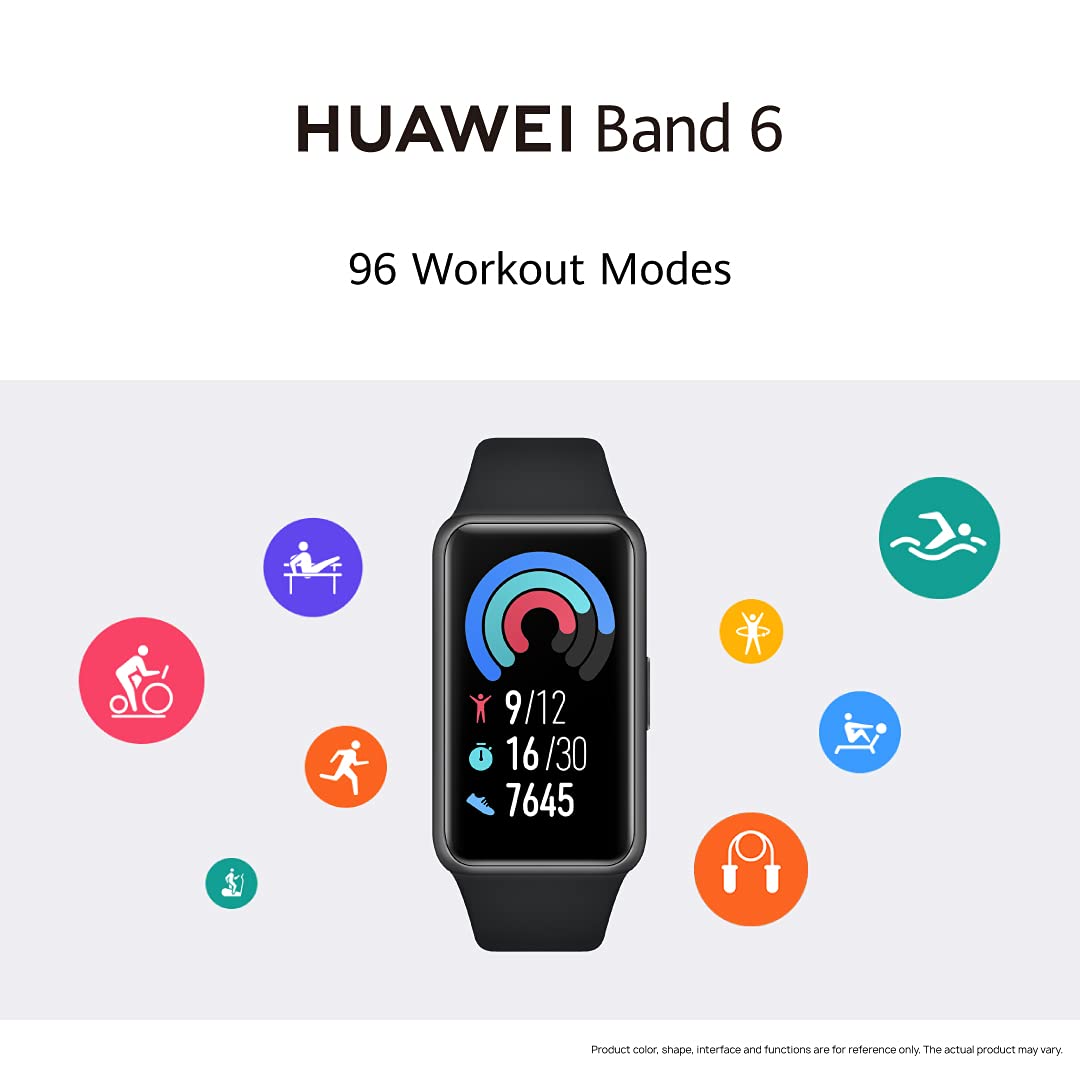 HUAWEI Band 6
96 Workout Modes
9/12
16/30
7645
Product color, shape, interface and functions are for reference only. The actual product may vary.